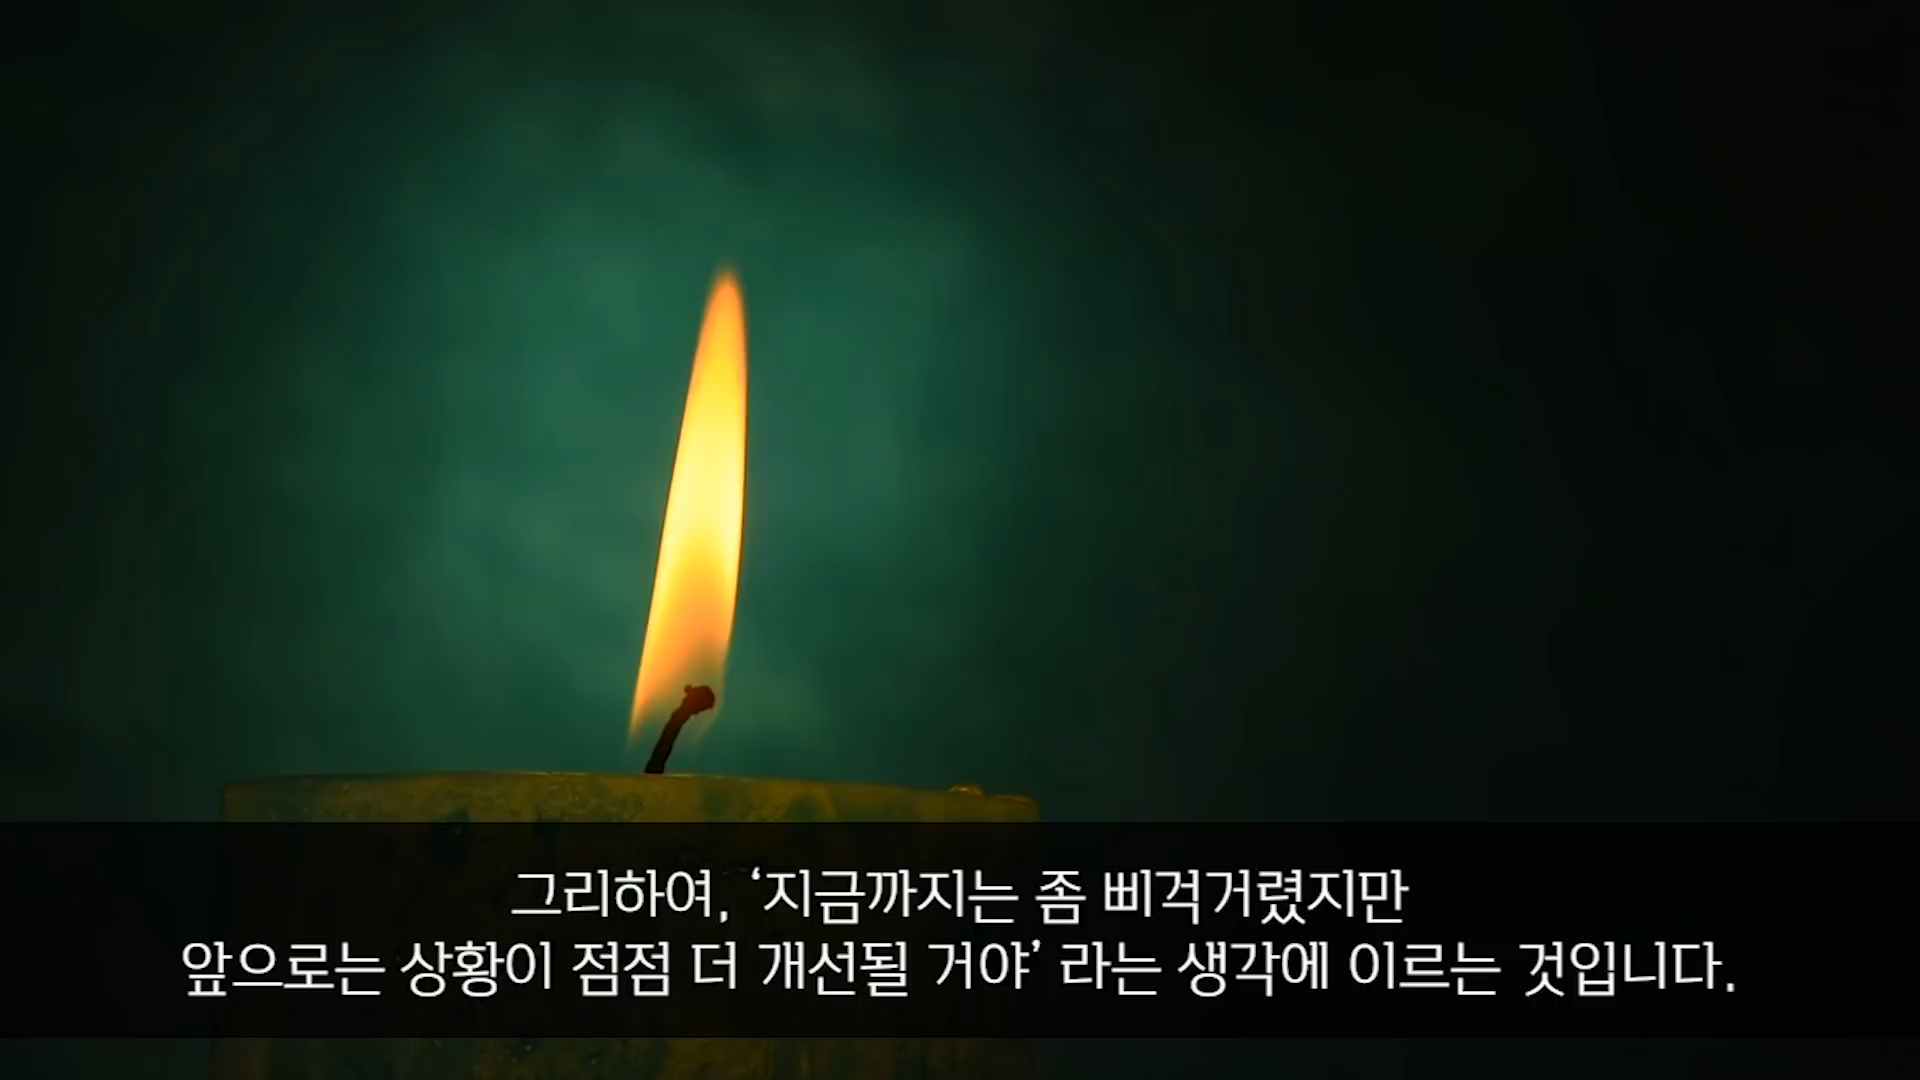 그리하여, ‘지금까지는 좀 삐걱거렸지만
앞으로는 상황이 점점 더 개선될 거야’ 라는 생각에 이르는 것입니다.